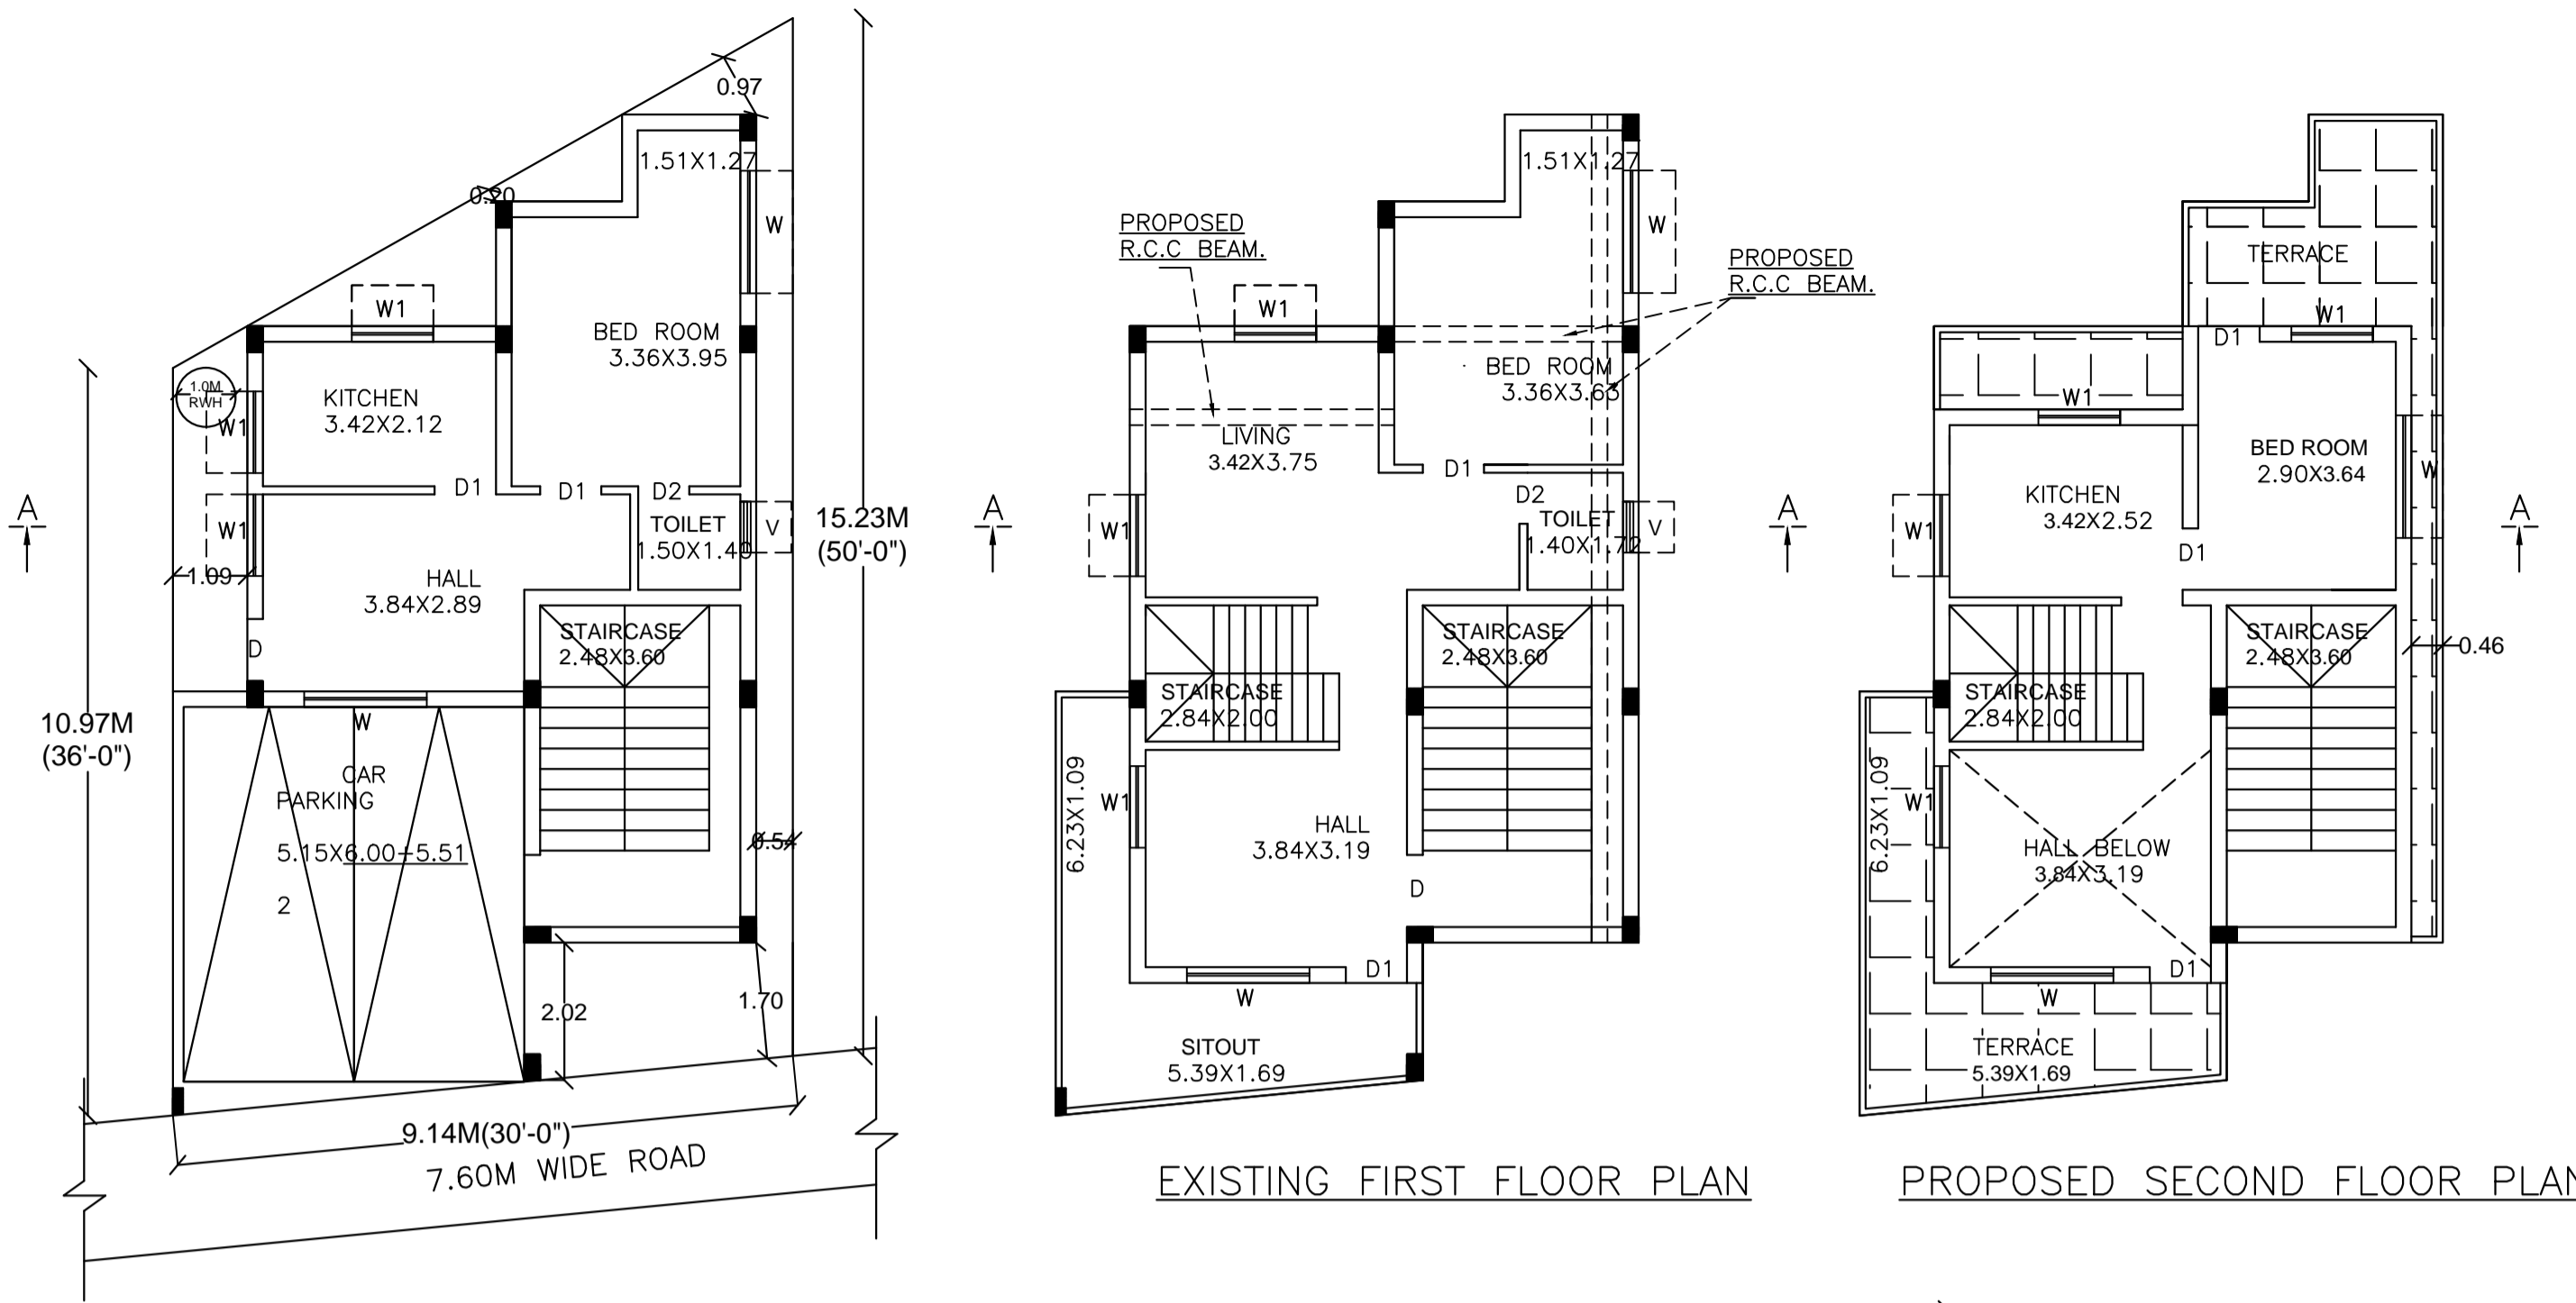 0.97
1.51X1.27
0.20
W
W1
BED ROOM
3.36X3.95
1.0M
RWH
W1
KITCHEN
3.42X2.12
D1
D1
D2
A
W1
TOILET
1.50X1.40
V
15.23M
(50'-0")
1.09
HALL
3.84X2.89
D
STAIRCASE
2.48X3.60
10.97M
(36'-0")
W
CAR
PARKING
5.15X6.00+5.51
2
0.54
2.02
1.70
9.14M(30'-0")
7.60M WIDE ROAD
1.51X1.27
PROPOSED
R.C.C BEAM.
W
PROPOSED
R.C.C BEAM.
W1
BED ROOM
3.36X3.63
LIVING
3.42X3.75
D1
D2
A
W1
TOILET
1.40X1.72
V
A
STAIRCASE
2.48X3.60
STAIRCASE
2.84X2.00
6.23X1.09
W1
HALL
3.84X3.19
D
D1
W
SITOUT
5.39X1.69
EXISTING FIRST FLOOR PLAN
TERRACE
W1
D1
W1
BED ROOM
2.90X3.64
W
KITCHEN
3.42X2.52
W1
D1
A
STAIRCASE
2.48X3.60
0.46
STAIRCASE
2.84X2.00
6.23X1.09
W1
HALL BELOW
3.84X3.19
D1
W
TERRACE
5.39X1.69
PROPOSED SECOND FLOOR PLAN